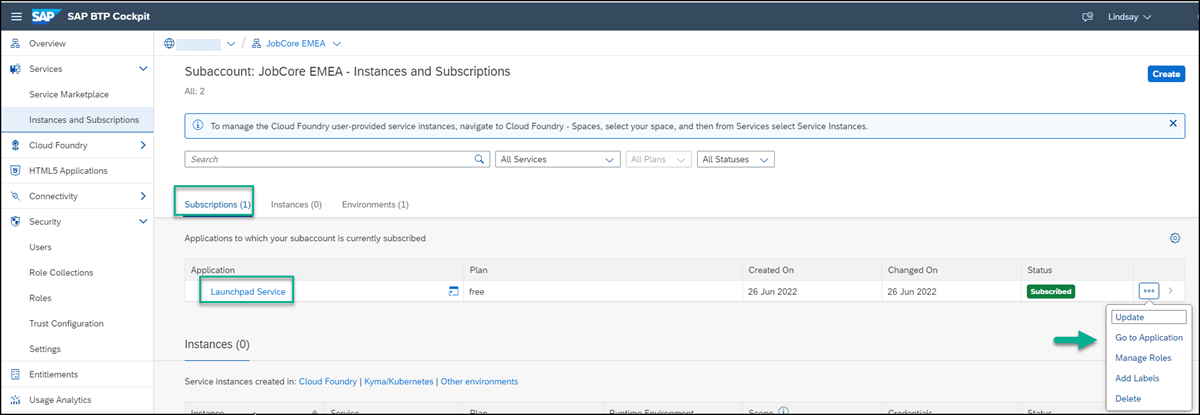 SAP SAP BTP Cockpit Lindsay
Overview
Services
Service Marketplace
Instances and Subscriptions
Cloud Foundry
HTML5 Applications
Connectivity
Security
Users
Role Collections
Roles
Trust Configuration
Settings
Entitlements
Usage Analytics
/ JobCore EMEA
Subaccount: JobCore EMEA - Instances and Subscriptions
Create
All: 2
To manage the Cloud Foundry user-provided service instances, navigate to Cloud Foundry - Spaces, select your space, and then from Services select Service Instances.
Search All Services All Plans All Statuses
Subscriptions (1) Instances (0) Environments (1)
Applications to which your subaccount is currently subscribed
Application Plan Created On Changed On Status
Launchpad Service free 26 Jun 2022 26 Jun 2022 Subscribed
Update
Go to Application
Manage Roles
Add Labels
Delete
Instances (0)
Service instances created in: Cloud Foundry | Kyma/Kubernetes | Other environments
Instance Service Plan Runtime Environment Scope Credentials Status